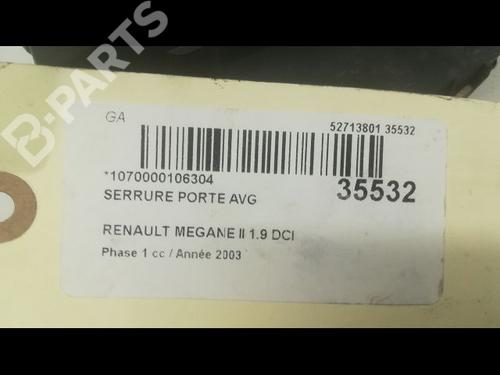 B-PARTS
GA
52713801 35532
*1070000106304
35532
SERRURE PORTE AVG
RENAULT MEGANE II 1.9 DCI
Phase 1 cc / Année 2003